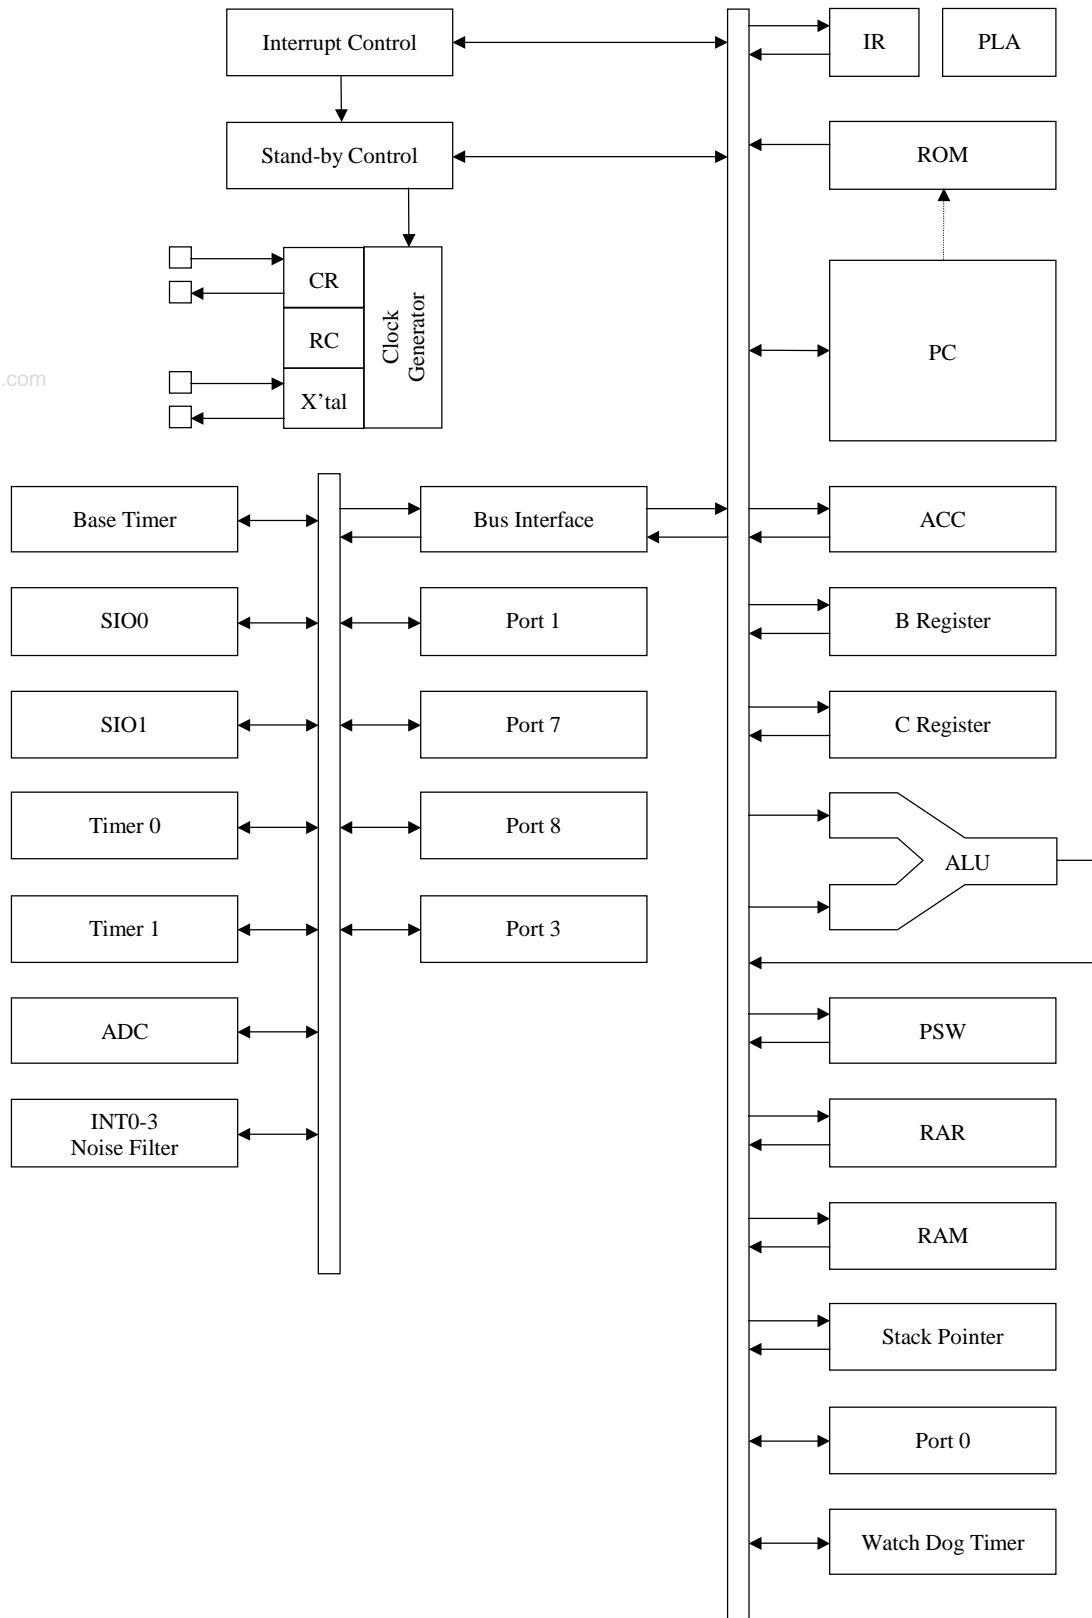 Interrupt Control
IR
PLA
Stand-by Control
ROM
CR
RC
X’tal
Clock
Generator
PC
.com
Base Timer
Bus Interface
ACC
SIO0
Port 1
B Register
SIO1
Port 7
C Register
Timer 0
Port 8
ALU
Timer 1
Port 3
ADC
PSW
INT0-3
Noise Filter
RAR
RAM
Stack Pointer
Port 0
Watch Dog Timer